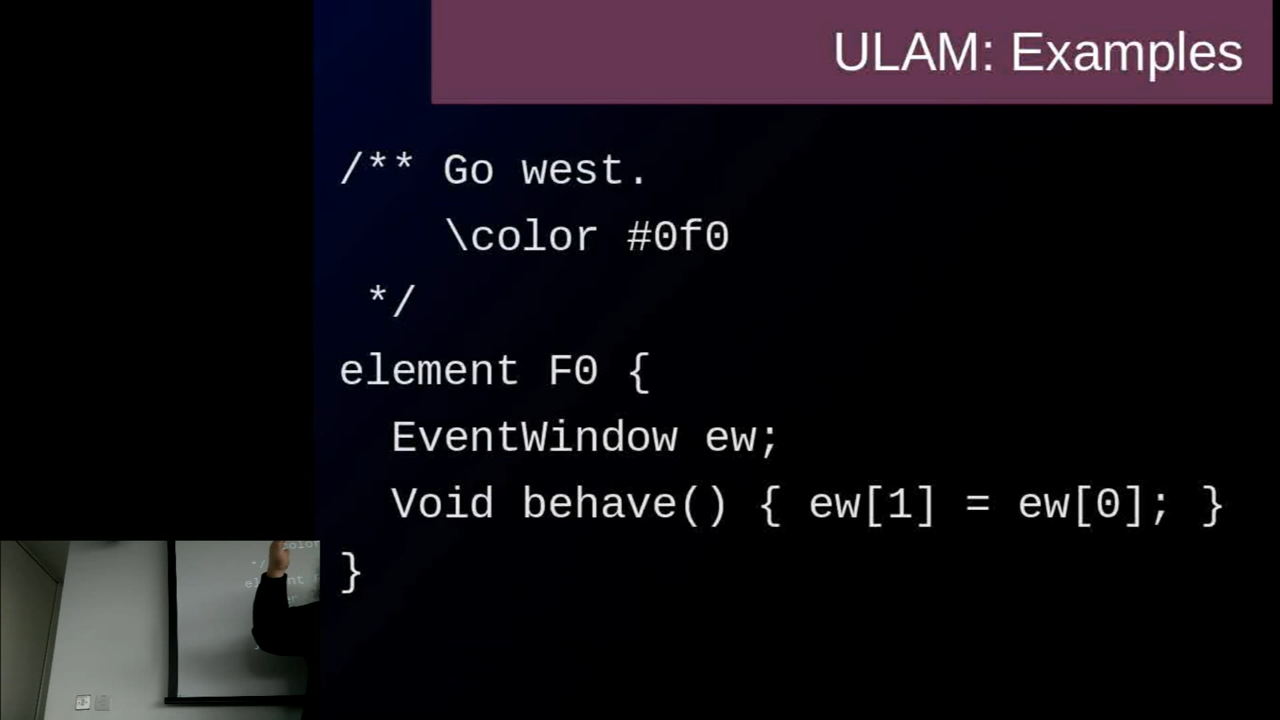 ULAM: Examples
/** Go west.
\color #0f0
*/
element F0 {
EventWindow ew;
Void behave() { ew[1] = ew[0]; }
}